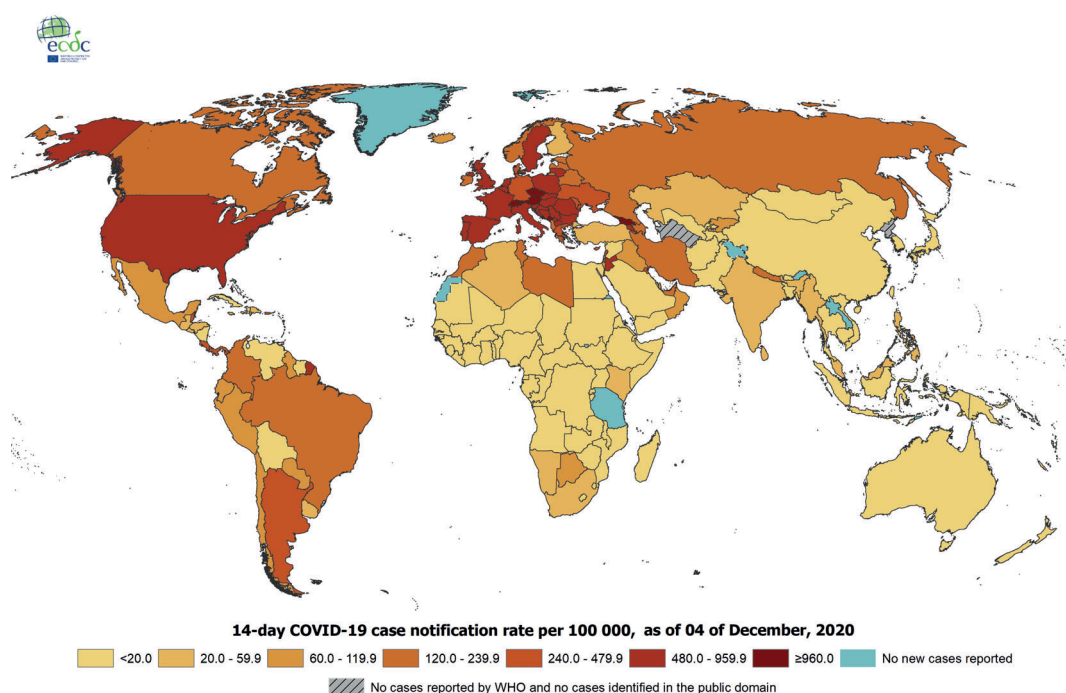 ecdc
14-day COVID-19 case notification rate per 100 000, as of 04 of December, 2020
<20.0 20.0 - 59.9 60.0 - 119.9 120.0 - 239.9 240.0 - 479.9 480.0 - 959.9 ≥960.0 No new cases reported
No cases reported by WHO and no cases identified in the public domain